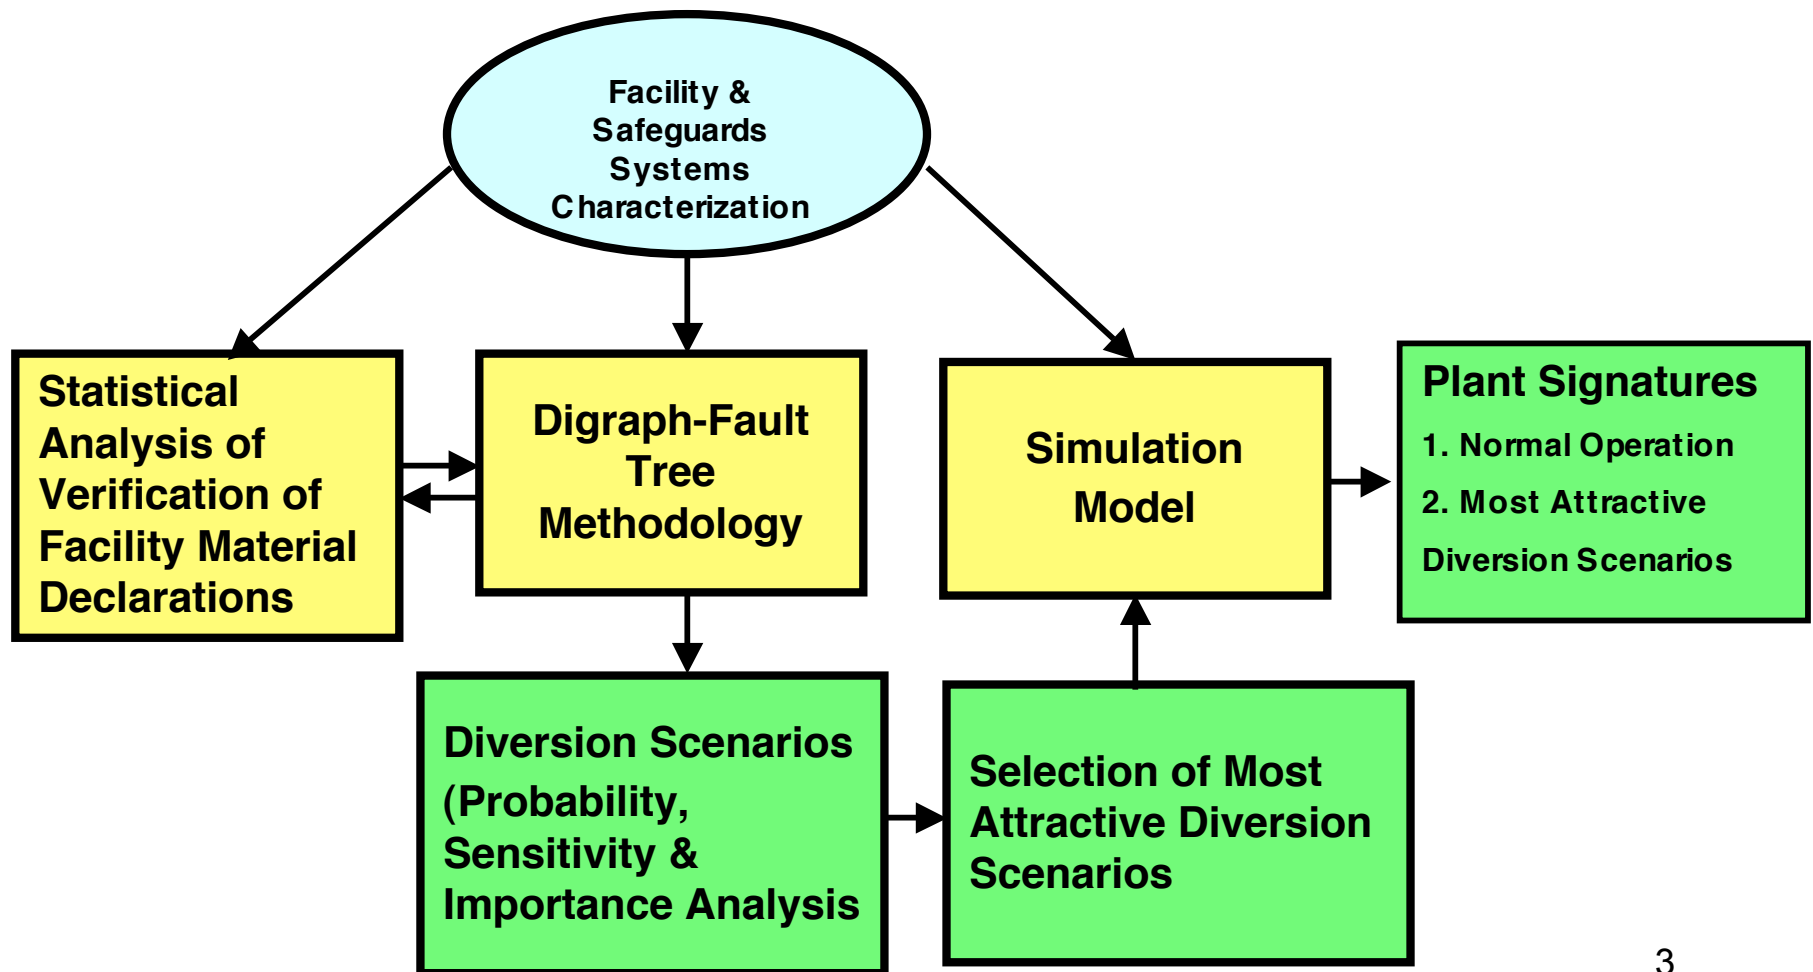 Facility &
Safeguards
Systems
Characterization
Statistical
Analysis of
Verification of
Facility Material
Declarations
Digraph-Fault
Tree
Methodology
Simulation
Model
Plant Signatures
1. Normal Operation
2. Most Attractive
Diversion Scenarios
Diversion Scenarios
(Probability,
Sensitivity &
Importance Analysis
Selection of Most
Attractive Diversion
Scenarios
3